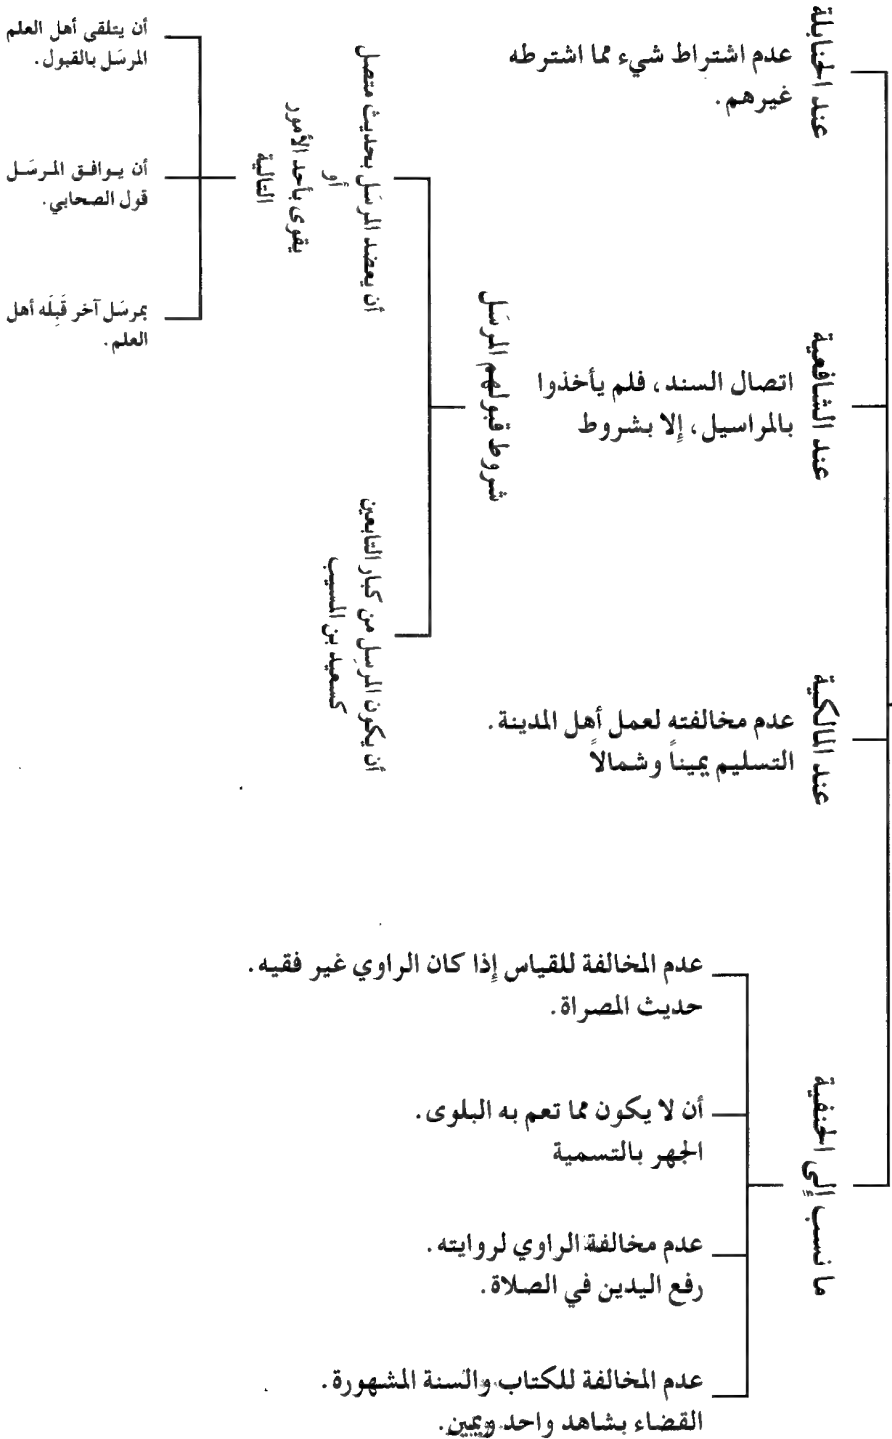 عند الحنابلة
عدم اشتراط شيء مما اشترطه
غيرهم.
عند الشافعية
اتصال السند، فلم يأخذوا
بالمراسيل، إِلا بشروط
شروط قبولهم المرسَل
أن يعضد المرسَل بحديث متصل
أو
يقوى بأحد الأمور
التالية
أن يتلقى أهل العلم
المرسَل بالقبول.
أن يوافق المرسَل
قول الصحابي.
بمرسَل آخر قَبِلَه أهل
العلم.
أن يكون المرسِل من كبار التابعين
كسعيد بن المسيب
عند المالكية
عدم مخالفته لعمل أهل المدينة.
التسليم يميناً وشمالاً
ما نسب إِلى الحنفية
عدم المخالفة للقياس إِذا كان الراوي غير فقيه.
حديث المصراة.
أن لا يكون مما تعم به البلوى.
الجهر بالتسمية
عدم مخالفة الراوي لروايته.
رفع اليدين في الصلاة.
عدم المخالفة للكتاب والسنة المشهورة.
القضاء بشاهد واحد ويمين.